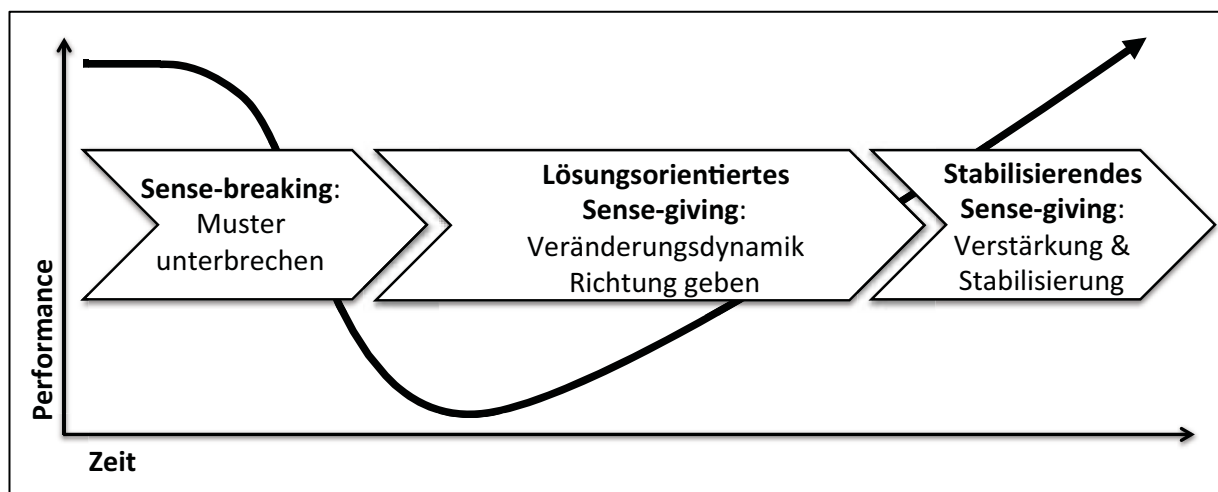 Performance
Sense-breaking:
Muster
unterbrechen
Lösungsorientiertes
Sense-giving:
Veränderungsdynamik
Richtung geben
Stabilisierendes
Sense-giving:
Verstärkung &
Stabilisierung
Zeit